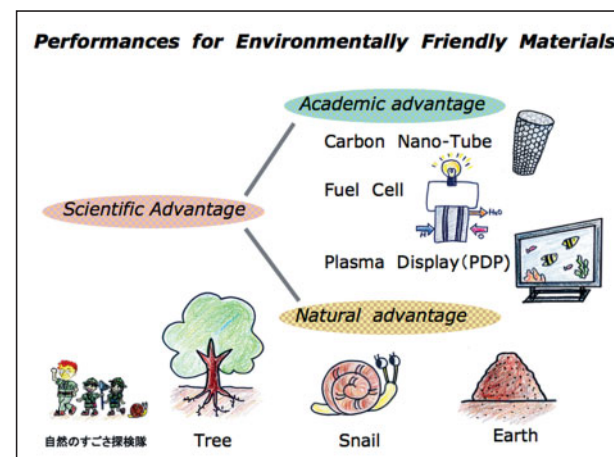 Performances for Environmentally Friendly Materials
Academic advantage
Carbon Nano-Tube
Fuel Cell
H₂O
H
O
Scientific Advantage
Plasma Display(PDP)
Natural advantage
自然のすごさ探検隊
Tree
Snail
Earth